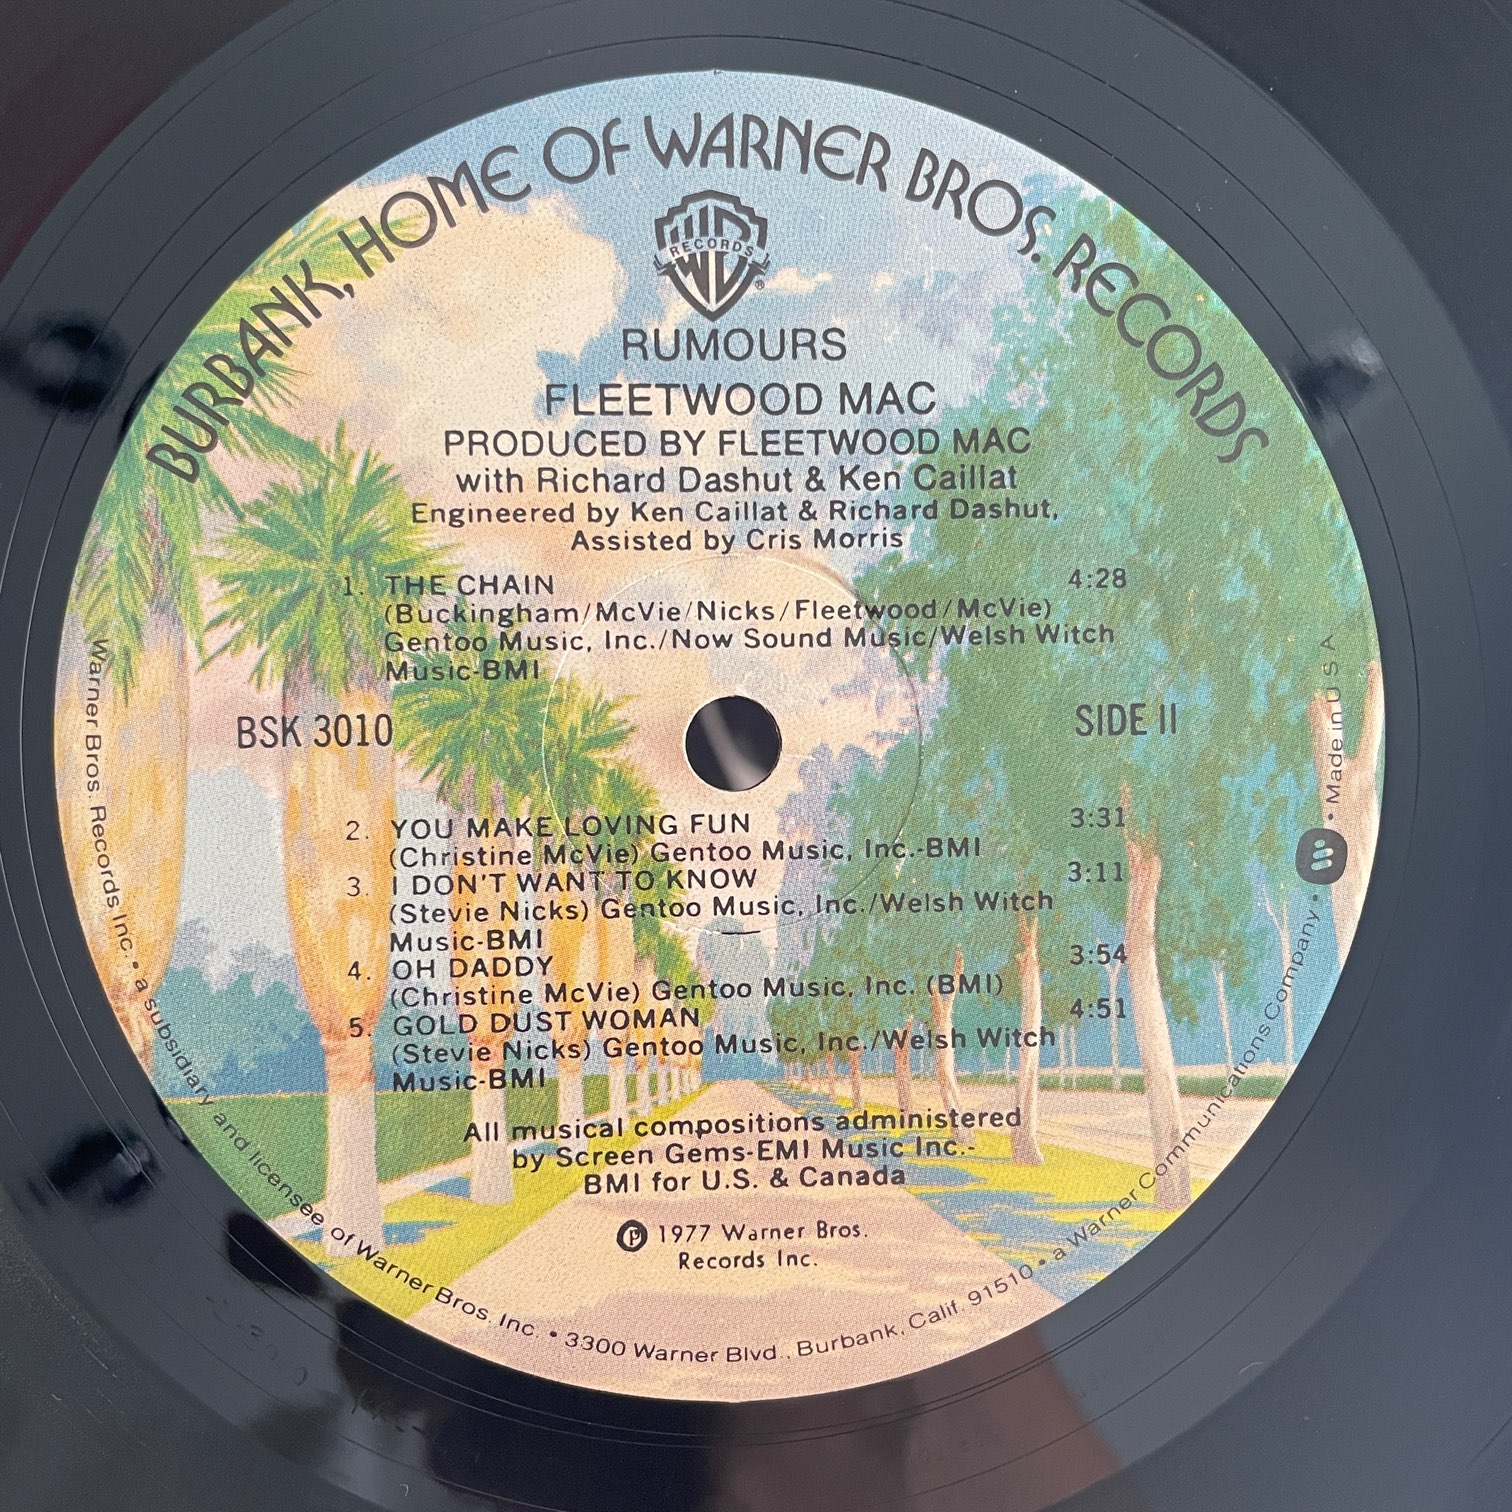 BURBANK, HOME OF WARNER BROS. RECORDS
WB
RECORDS
®
RUMOURS
FLEETWOOD MAC
PRODUCED BY FLEETWOOD MAC
with Richard Dashut & Ken Caillat
Engineered by Ken Caillat & Richard Dashut,
Assisted by Cris Morris
1. THE CHAIN 4:28
(Buckingham/McVie/Nicks/Fleetwood/McVie)
Gentoo Music, Inc./Now Sound Music/Welsh Witch
Music-BMI
BSK 3010 SIDE II
2. YOU MAKE LOVING FUN 3:31
(Christine McVie) Gentoo Music, Inc.-BMI
3. I DON'T WANT TO KNOW 3:11
(Stevie Nicks) Gentoo Music, Inc./Welsh Witch
Music-BMI
4. OH DADDY 3:54
(Christine McVie) Gentoo Music, Inc. (BMI)
5. GOLD DUST WOMAN 4:51
(Stevie Nicks) Gentoo Music, Inc./Welsh Witch
Music-BMI
All musical compositions administered
by Screen Gems-EMI Music Inc.-
BMI for U.S. & Canada
Ⓟ 1977 Warner Bros.
Records Inc.
Warner Bros. Records Inc. • a subsidiary and licensee of Warner Bros. Inc. • 3300 Warner Blvd., Burbank, Calif. 91510 • a Warner Communications Company • Made in U S A